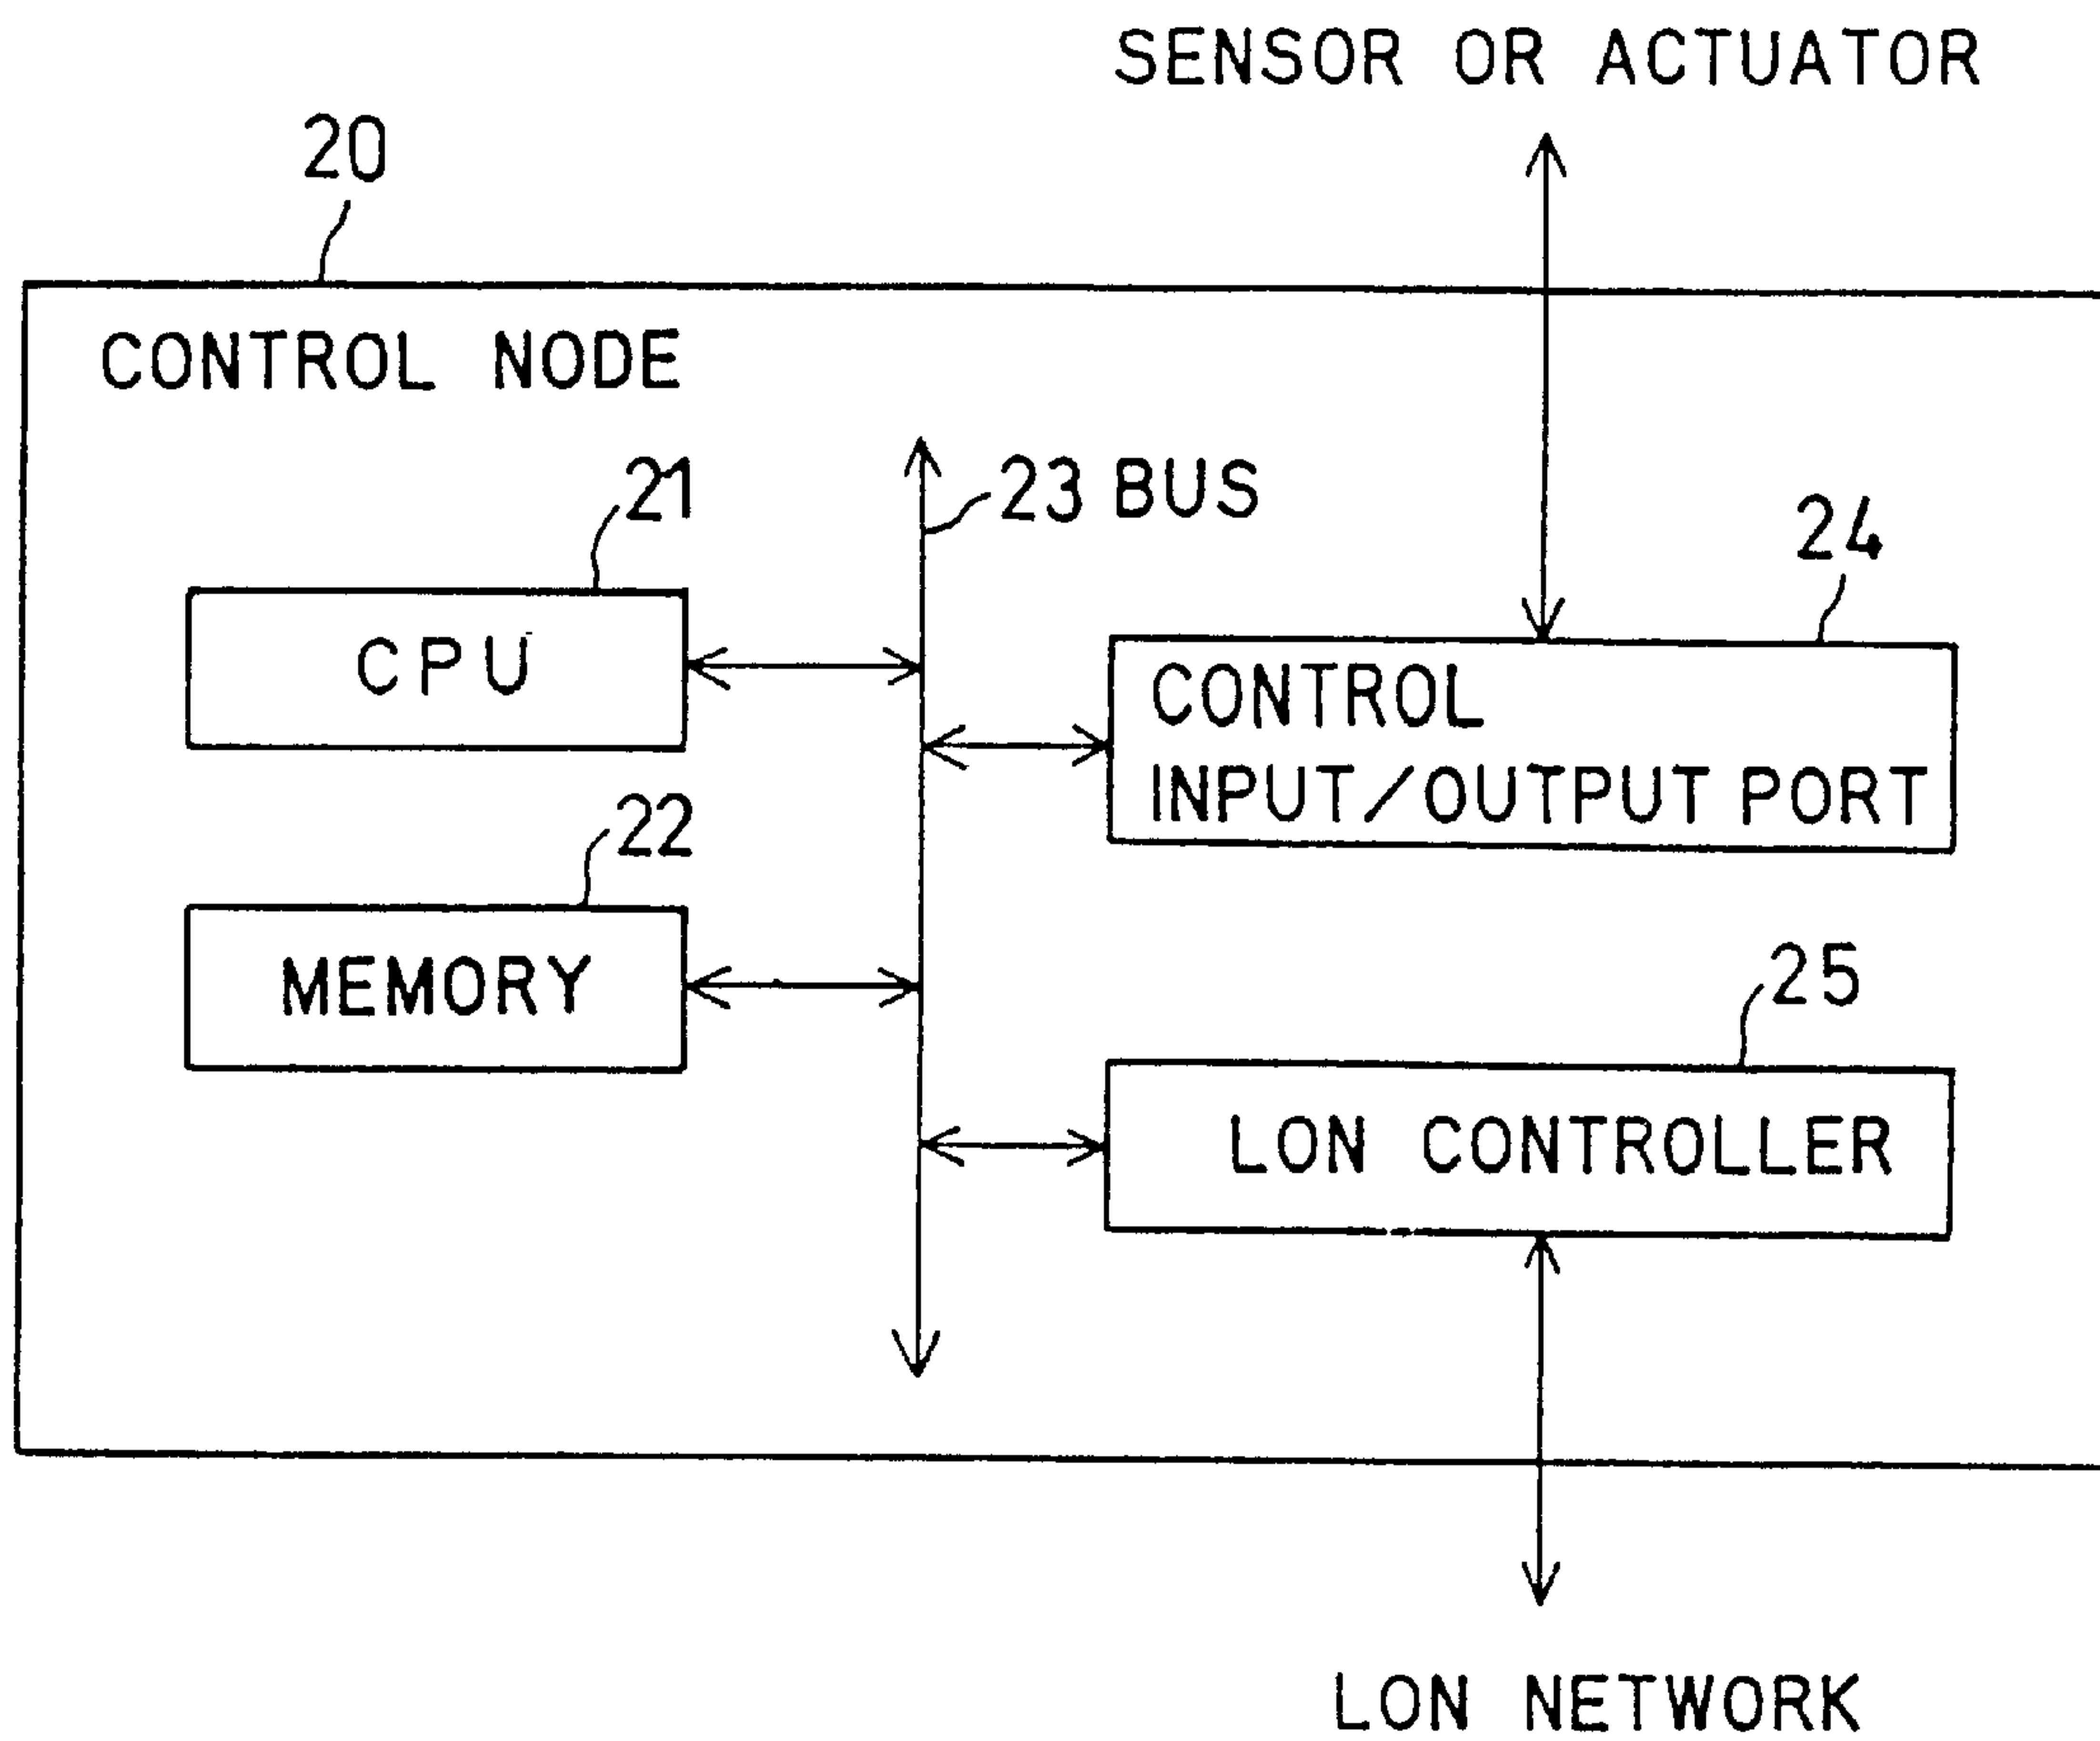 SENSOR OR ACTUATOR
20
CONTROL NODE
21
23 BUS
24
CPU
CONTROL
INPUT/OUTPUT PORT
22
MEMORY
25
LON CONTROLLER
LON NETWORK